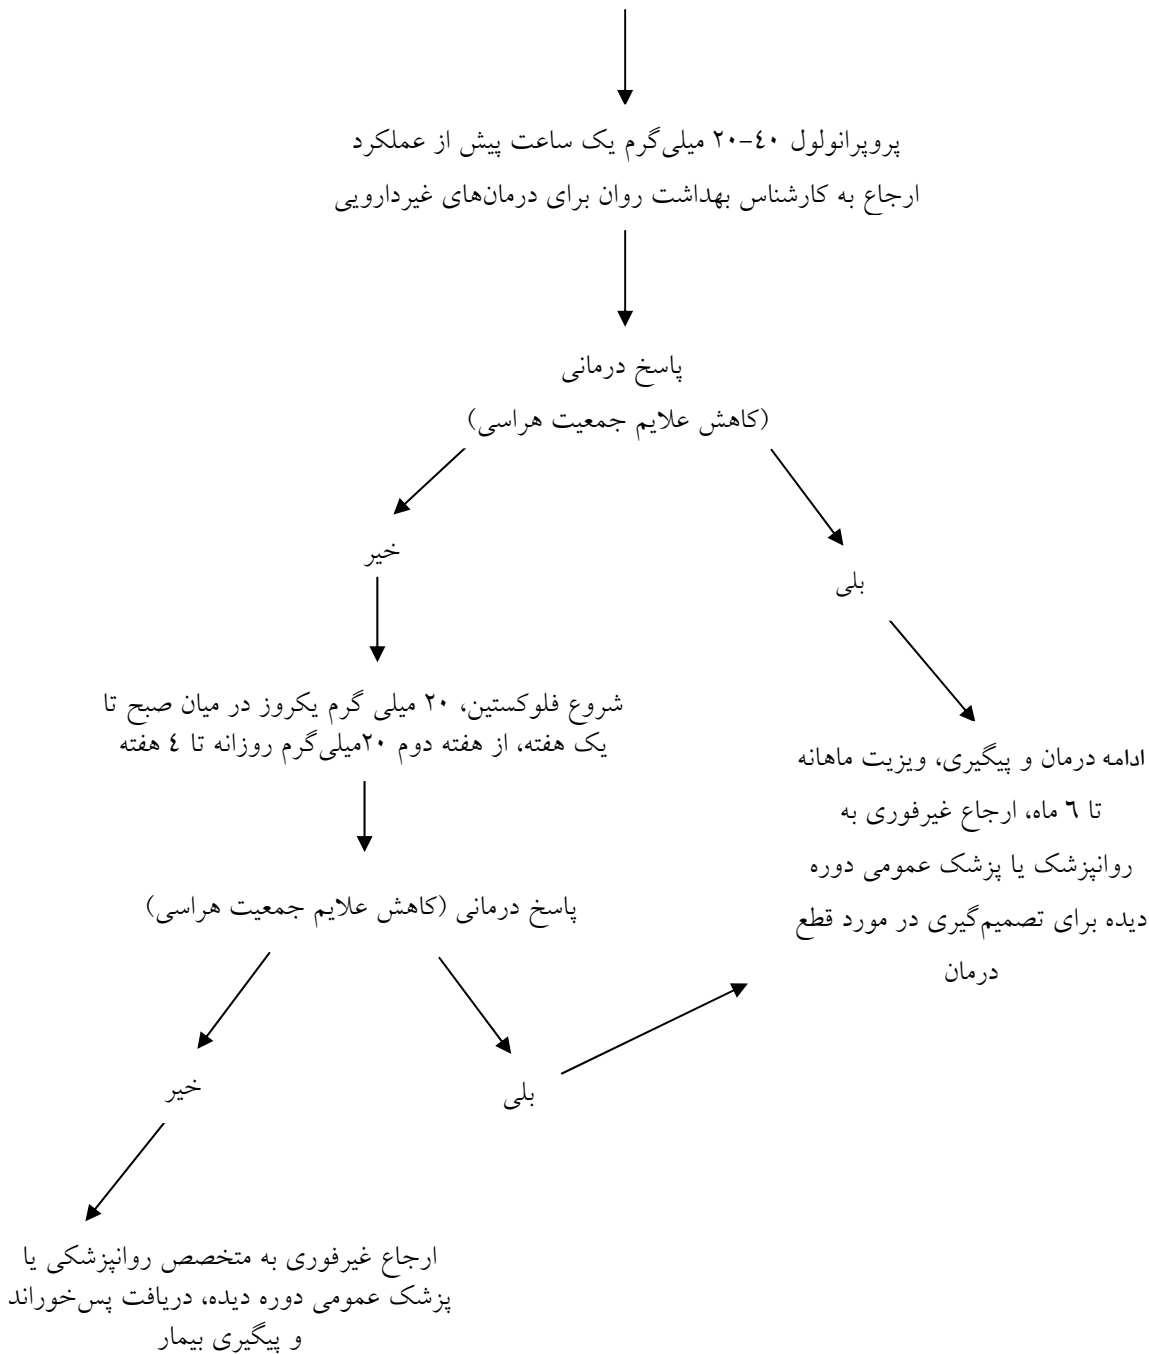 پروپرانولول ٤٠-٢٠ میلی‌گرم یک ساعت پیش از عملکرد
ارجاع به کارشناس بهداشت روان برای درمان‌های غیردارویی
پاسخ درمانی
(کاهش علایم جمعیت هراسی)
خیر
بلی
شروع فلوکستین، ٢٠ میلی گرم یکروز در میان صبح تا
یک هفته، از هفته دوم ٢٠میلی‌گرم روزانه تا ٤ هفته
ادامه درمان و پیگیری، ویزیت ماهانه
تا ٦ ماه، ارجاع غیرفوری به
روانپزشک یا پزشک عمومی دوره
دیده برای تصمیم‌گیری در مورد قطع
درمان
پاسخ درمانی (کاهش علایم جمعیت هراسی)
خیر
بلی
ارجاع غیرفوری به متخصص روانپزشکی یا
پزشک عمومی دوره دیده، دریافت پس‌خوراند
و پیگیری بیمار